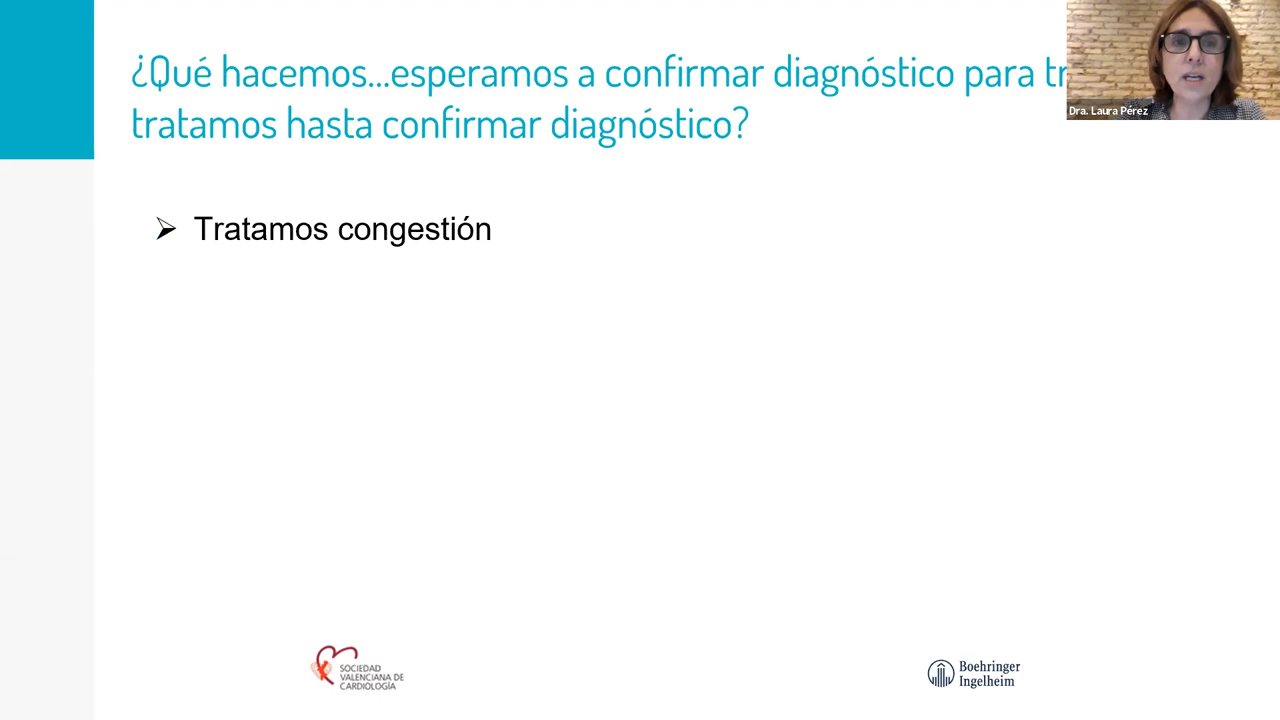 ¿Qué hacemos...esperamos a confirmar diagnóstico para
tratamos hasta confirmar diagnóstico?
Dra. Laura Pérez
Tratamos congestión
SOCIEDAD
VALENCIANA DE
CARDIOLOGÍA
Boehringer
Ingelheim